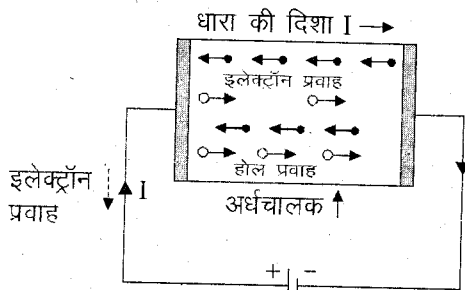 धारा की दिशा I
इलेक्ट्रॉन प्रवाह
होल प्रवाह
इलेक्ट्रॉन
प्रवाह
I
अर्धचालक
+ −